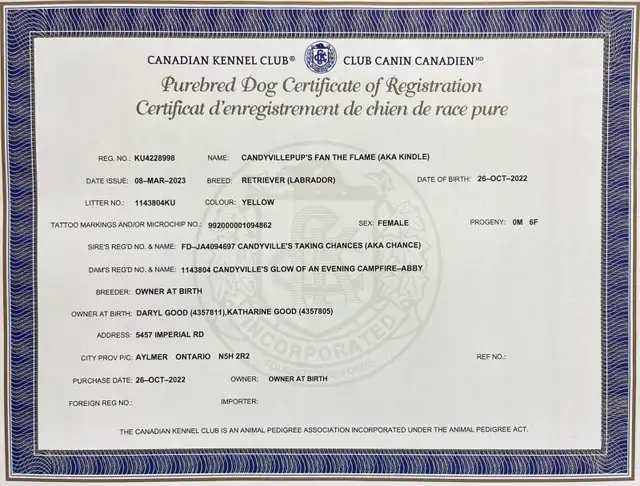 CANADIAN KENNEL CLUB® CLUB CANIN CANADIEN MD
Purebred Dog Certificate of Registration
Certificat d'enregistrement de chien de race pure
REG. NO.: KU4228998 NAME: CANDYVILLEPUP'S FAN THE FLAME (AKA KINDLE)
DATE ISSUE: 08–MAR–2023 BREED: RETRIEVER (LABRADOR) DATE OF BIRTH: 26–OCT–2022
LITTER NO.: 1143804KU COLOUR: YELLOW
TATTOO MARKINGS AND/OR MICROCHIP NO.: 992000001094862 SEX: FEMALE PROGENY: 0M 6F
SIRE'S REG'D NO. & NAME: FD–JA4094697 CANDYVILLE'S TAKING CHANCES (AKA CHANCE)
DAM'S REG'D NO. & NAME: 1143804 CANDYVILLE'S GLOW OF AN EVENING CAMPFIRE–ABBY
BREEDER: OWNER AT BIRTH
OWNER AT BIRTH: DARYL GOOD (4357811),KATHARINE GOOD (4357805)
ADDRESS: 5457 IMPERIAL RD
CITY PROV P/C: AYLMER ONTARIO N5H 2R2 REF NO.:
PURCHASE DATE: 26–OCT–2022 OWNER: OWNER AT BIRTH
FOREIGN REG NO.: IMPORTER:
THE CANADIAN KENNEL CLUB IS AN ANIMAL PEDIGREE ASSOCIATION INCORPORATED UNDER THE ANIMAL PEDIGREE ACT.
INCORPORATED